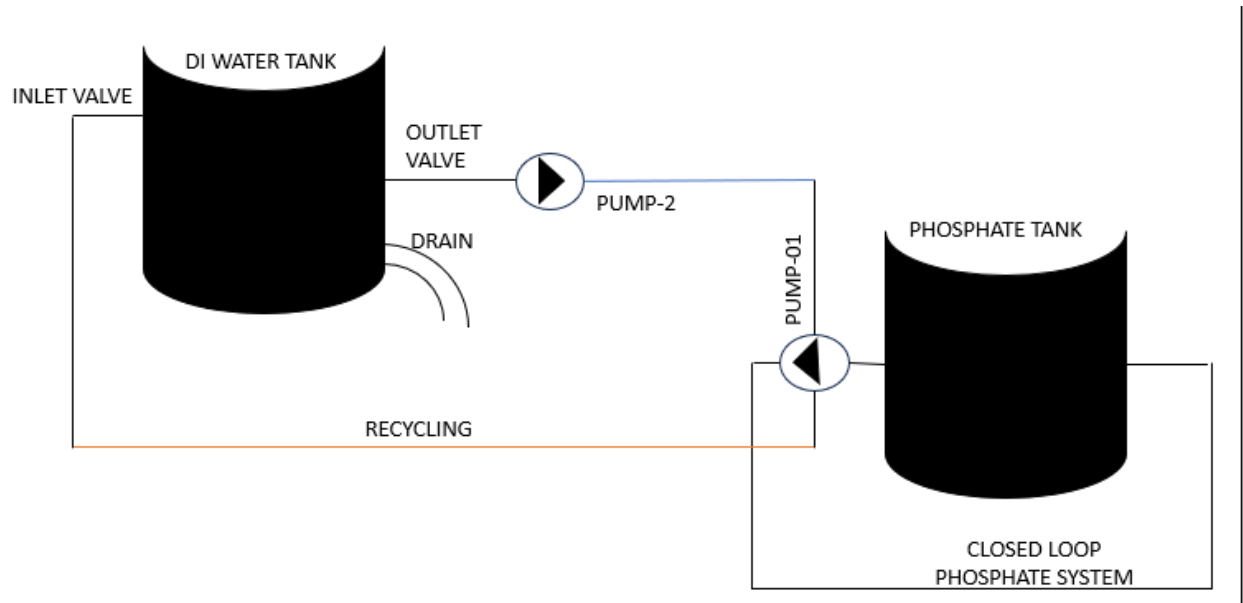 DI WATER TANK
INLET VALVE
OUTLET
VALVE
PUMP-2
DRAIN
PHOSPHATE TANK
PUMP-01
RECYCLING
CLOSED LOOP
PHOSPHATE SYSTEM